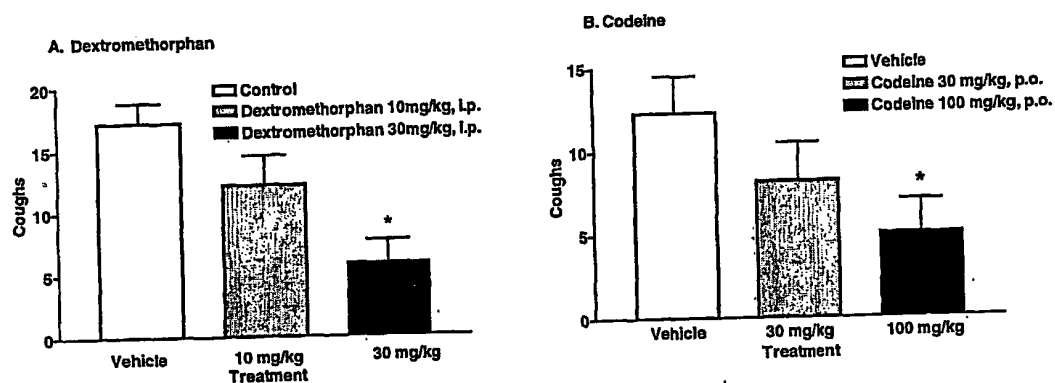 A. Dextromethorphan
Control
Dextromethorphan 10mg/kg, i.p.
Dextromethorphan 30mg/kg, i.p.
20
15
10
5
0
Coughs
*
Vehicle
10 mg/kg
30 mg/kg
Treatment
B. Codeine
Vehicle
Codeine 30 mg/kg, p.o.
Codeine 100 mg/kg, p.o.
15
10
5
0
Coughs
*
Vehicle
30 mg/kg
100 mg/kg
Treatment